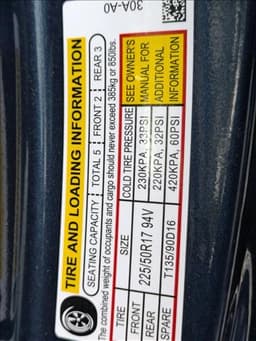 30A-A0
TIRE AND LOADING INFORMATION
SEATING CAPACITY TOTAL 5 FRONT 2 REAR 3
The combined weight of occupants and cargo should never exceed 385kg or 850lbs.
TIRE SIZE COLD TIRE PRESSURE SEE OWNER'S
FRONT 225/50R17 94V 230KPA, 33PSI MANUAL FOR
REAR 220KPA, 32PSI ADDITIONAL
SPARE T135/90D16 420KPA, 60PSI INFORMATION